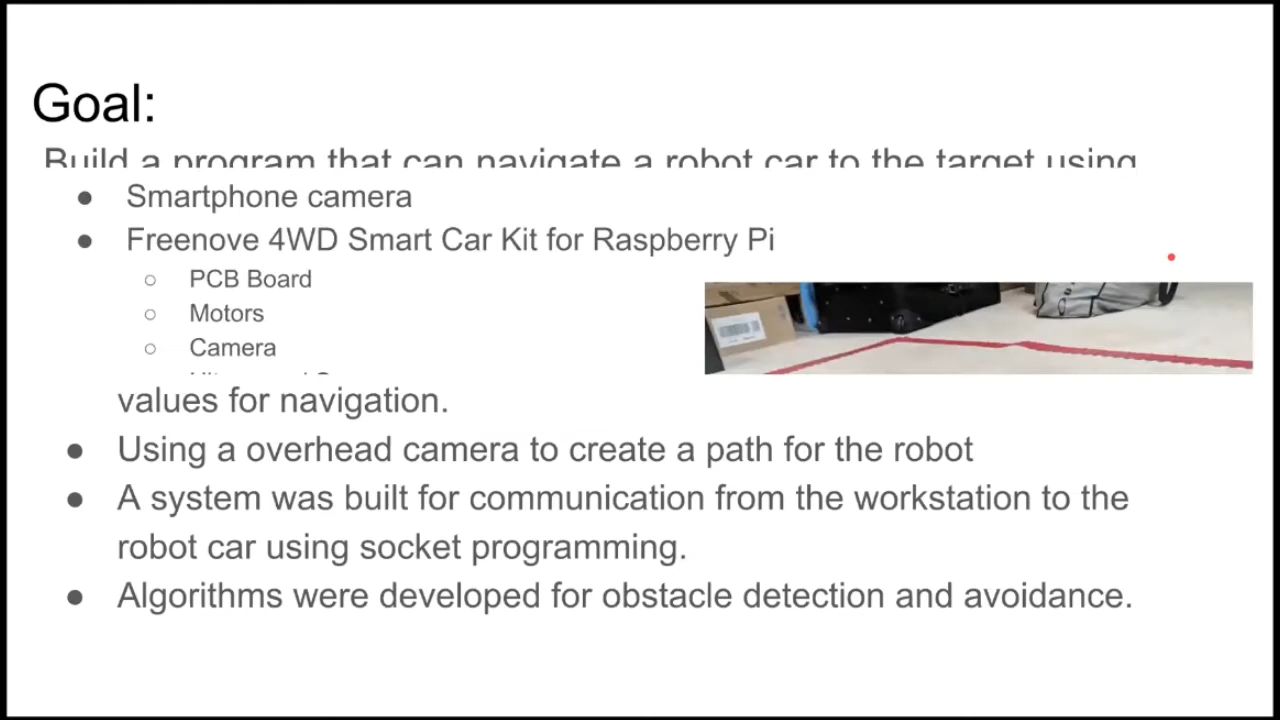 Goal:
Build a program that can navigate a robot car to the target using
● Smartphone camera
● Freenove 4WD Smart Car Kit for Raspberry Pi
○ PCB Board
○ Motors
○ Camera
values for navigation.
● Using a overhead camera to create a path for the robot
● A system was built for communication from the workstation to the
robot car using socket programming.
● Algorithms were developed for obstacle detection and avoidance.